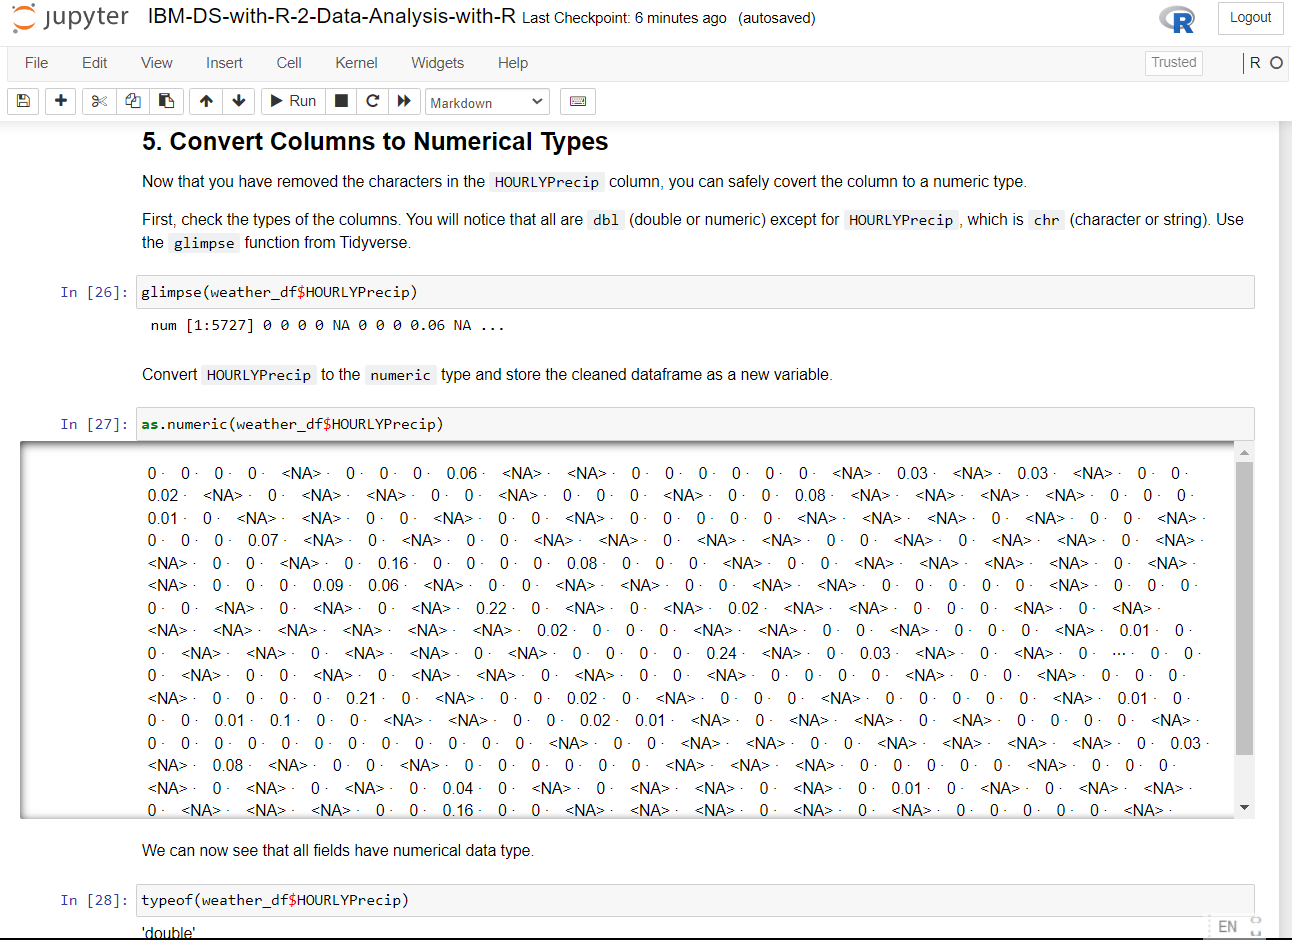 jupyter IBM-DS-with-R-2-Data-Analysis-with-R Last Checkpoint: 6 minutes ago (autosaved) R Logout
File Edit View Insert Cell Kernel Widgets Help Trusted R
Run Markdown
5. Convert Columns to Numerical Types
Now that you have removed the characters in the HOURLYPrecip column, you can safely covert the column to a numeric type.
First, check the types of the columns. You will notice that all are dbl (double or numeric) except for HOURLYPrecip , which is chr (character or string). Use
the glimpse function from Tidyverse.
In [26]: glimpse(weather_df$HOURLYPrecip)
num [1:5727] 0 0 0 0 NA 0 0 0 0.06 NA ...
Convert HOURLYPrecip to the numeric type and store the cleaned dataframe as a new variable.
In [27]: as.numeric(weather_df$HOURLYPrecip)
0 · 0 · 0 · 0 · <NA> · 0 · 0 · 0 · 0.06 · <NA> · <NA> · 0 · 0 · 0 · 0 · 0 · 0 · <NA> · 0.03 · <NA> · 0.03 · <NA> · 0 · 0 ·
0.02 · <NA> · 0 · <NA> · <NA> · 0 · 0 · <NA> · 0 · 0 · 0 · <NA> · 0 · 0 · 0.08 · <NA> · <NA> · <NA> · <NA> · 0 · 0 · 0 ·
0.01 · 0 · <NA> · <NA> · 0 · 0 · <NA> · 0 · 0 · <NA> · 0 · 0 · 0 · 0 · 0 · <NA> · <NA> · <NA> · 0 · <NA> · 0 · 0 · <NA> ·
0 · 0 · 0 · 0.07 · <NA> · 0 · <NA> · 0 · 0 · <NA> · <NA> · 0 · <NA> · <NA> · 0 · 0 · <NA> · 0 · <NA> · <NA> · 0 · <NA> ·
<NA> · 0 · 0 · <NA> · 0 · 0.16 · 0 · 0 · 0 · 0 · 0.08 · 0 · 0 · 0 · <NA> · 0 · 0 · <NA> · <NA> · <NA> · <NA> · 0 · <NA> ·
<NA> · 0 · 0 · 0 · 0.09 · 0.06 · <NA> · 0 · 0 · <NA> · <NA> · 0 · 0 · <NA> · <NA> · 0 · 0 · 0 · 0 · 0 · <NA> · 0 · 0 · 0 ·
0 · 0 · <NA> · 0 · <NA> · 0 · <NA> · 0.22 · 0 · <NA> · 0 · <NA> · 0.02 · <NA> · <NA> · 0 · 0 · 0 · <NA> · 0 · <NA> ·
<NA> · <NA> · <NA> · <NA> · <NA> · <NA> · 0.02 · 0 · 0 · 0 · <NA> · <NA> · 0 · 0 · <NA> · 0 · 0 · 0 · <NA> · 0.01 · 0 ·
0 · <NA> · <NA> · 0 · <NA> · <NA> · 0 · <NA> · 0 · 0 · 0 · 0 · 0.24 · <NA> · 0 · 0.03 · <NA> · 0 · <NA> · 0 · ⋯ · 0 · 0 ·
0 · <NA> · 0 · 0 · <NA> · 0 · <NA> · <NA> · <NA> · 0 · <NA> · 0 · 0 · <NA> · 0 · 0 · 0 · 0 · <NA> · 0 · 0 · <NA> · 0 · 0 · 0 ·
<NA> · 0 · 0 · 0 · 0 · 0.21 · 0 · <NA> · 0 · 0 · 0.02 · 0 · <NA> · 0 · 0 · 0 · <NA> · 0 · 0 · 0 · 0 · 0 · <NA> · 0.01 · 0 ·
0 · 0 · 0.01 · 0.1 · 0 · 0 · <NA> · <NA> · 0 · 0 · 0.02 · 0.01 · <NA> · 0 · <NA> · <NA> · 0 · <NA> · 0 · 0 · 0 · 0 · <NA> ·
0 · 0 · 0 · 0 · 0 · 0 · 0 · 0 · 0 · 0 · 0 · 0 · <NA> · 0 · 0 · <NA> · <NA> · 0 · 0 · <NA> · <NA> · <NA> · <NA> · 0 · 0.03 ·
<NA> · 0.08 · <NA> · 0 · 0 · <NA> · 0 · 0 · 0 · 0 · 0 · 0 · 0 · <NA> · <NA> · <NA> · 0 · 0 · 0 · 0 · 0 · <NA> · 0 · 0 · 0 ·
<NA> · 0 · <NA> · 0 · <NA> · 0 · 0.04 · 0 · <NA> · 0 · <NA> · <NA> · 0 · <NA> · 0 · 0 · 0.01 · 0 · <NA> · 0 · <NA> · <NA> ·
0 · <NA> · <NA> · <NA> · 0 · 0 · 0.16 · 0 · 0 · <NA> · <NA> · <NA> · 0 · <NA> · 0 · <NA> · 0 · 0 · 0 · 0 · 0 · <NA> ·
We can now see that all fields have numerical data type.
In [28]: typeof(weather_df$HOURLYPrecip)
'double'
EN